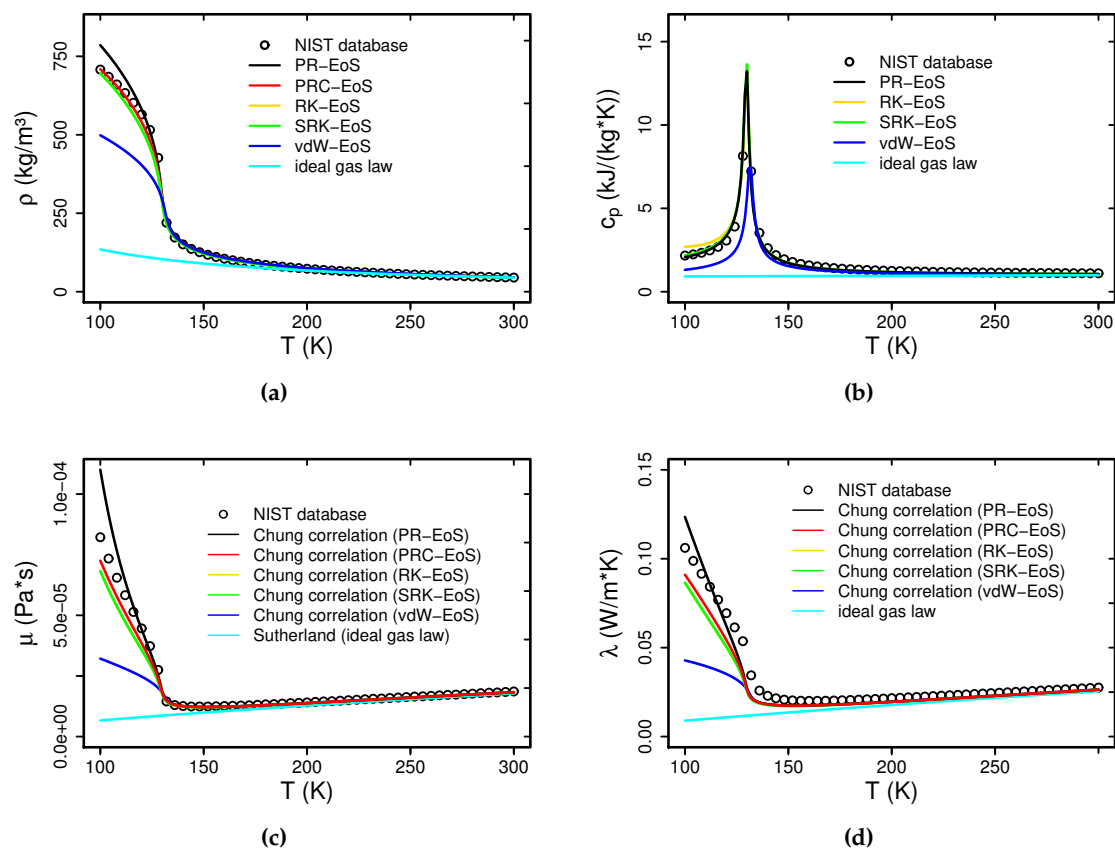 NIST database
PR−EoS
PRC−EoS
RK−EoS
SRK−EoS
vdW−EoS
ideal gas law
ρ (kg/m³)
0 250 500 750
100 150 200 250 300
T (K)
(a)
NIST database
PR−EoS
RK−EoS
SRK−EoS
vdW−EoS
ideal gas law
cp (kJ/(kg*K))
0 5 10 15
100 150 200 250 300
T (K)
(b)
NIST database
Chung correlation (PR−EoS)
Chung correlation (PRC−EoS)
Chung correlation (RK−EoS)
Chung correlation (SRK−EoS)
Chung correlation (vdW−EoS)
Sutherland (ideal gas law)
μ (Pa*s)
0.0e+00 5.0e−05 1.0e−04
100 150 200 250 300
T (K)
(c)
NIST database
Chung correlation (PR−EoS)
Chung correlation (PRC−EoS)
Chung correlation (RK−EoS)
Chung correlation (SRK−EoS)
Chung correlation (vdW−EoS)
ideal gas law
λ (W/m*K)
0.00 0.05 0.10 0.15
100 150 200 250 300
T (K)
(d)